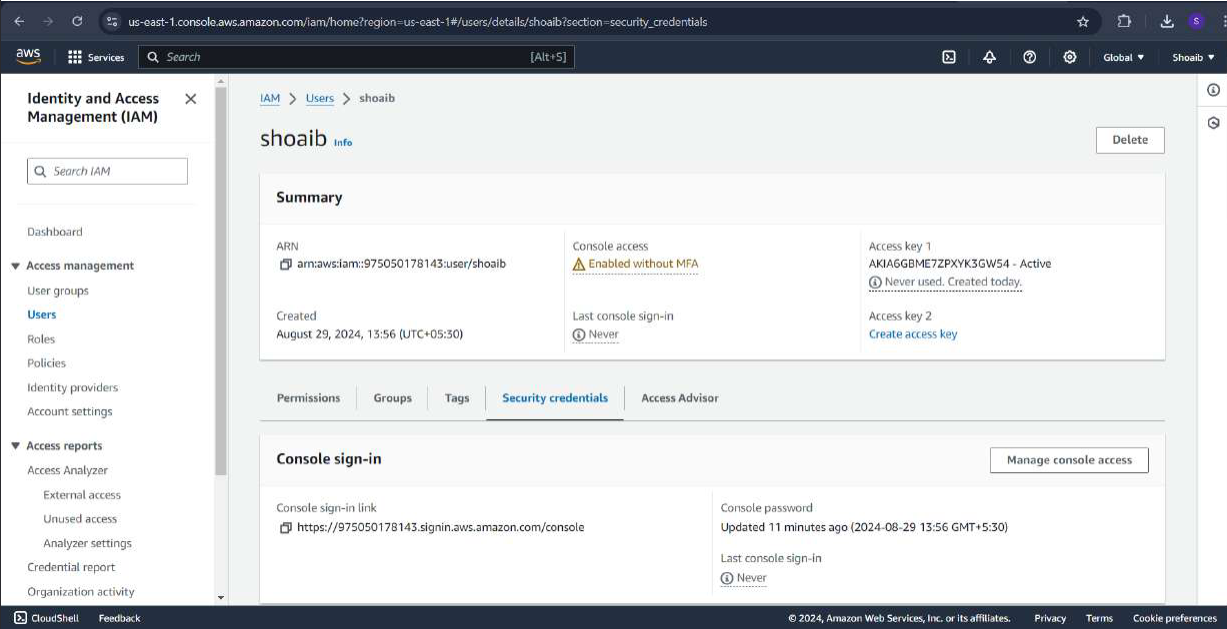 us-east-1.console.aws.amazon.com/iam/home?region=us-east-1#/users/details/shoaib?section=security_credentials
S
aws
Services
Search
[Alt+S]
Global
Shoaib
Identity and Access
Management (IAM)
Search IAM
Dashboard
Access management
User groups
Users
Roles
Policies
Identity providers
Account settings
Access reports
Access Analyzer
External access
Unused access
Analyzer settings
Credential report
Organization activity
IAM > Users > shoaib
shoaib Info
Delete
Summary
ARN
arn:aws:iam::975050178143:user/shoaib
Created
August 29, 2024, 13:56 (UTC+05:30)
Console access
Enabled without MFA
Last console sign-in
Never
Access key 1
AKIA6GBME7ZPXYK3GW54 - Active
Never used. Created today.
Access key 2
Create access key
Permissions
Groups
Tags
Security credentials
Access Advisor
Console sign-in
Manage console access
Console sign-in link
https://975050178143.signin.aws.amazon.com/console
Console password
Updated 11 minutes ago (2024-08-29 13:56 GMT+5:30)
Last console sign-in
Never
CloudShell
Feedback
© 2024, Amazon Web Services, Inc. or its affiliates.
Privacy
Terms
Cookie preferences